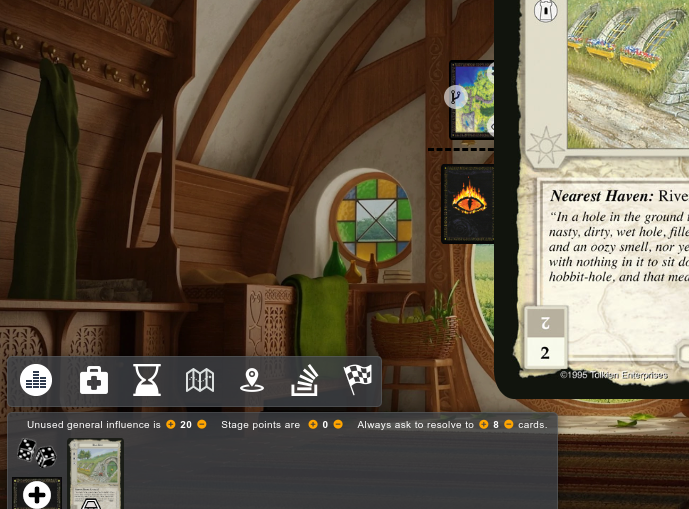 Nearest Haven: Rive
“In a hole in the ground
nasty, dirty, wet hole, fille
and an oozy smell, nor ye
with nothing in it to sit do
hobbit-hole, and that mea
2
2
©1995 Tolkien Enterprises
Unused general influence is 20 Stage points are 0 Always ask to resolve to 8 cards.